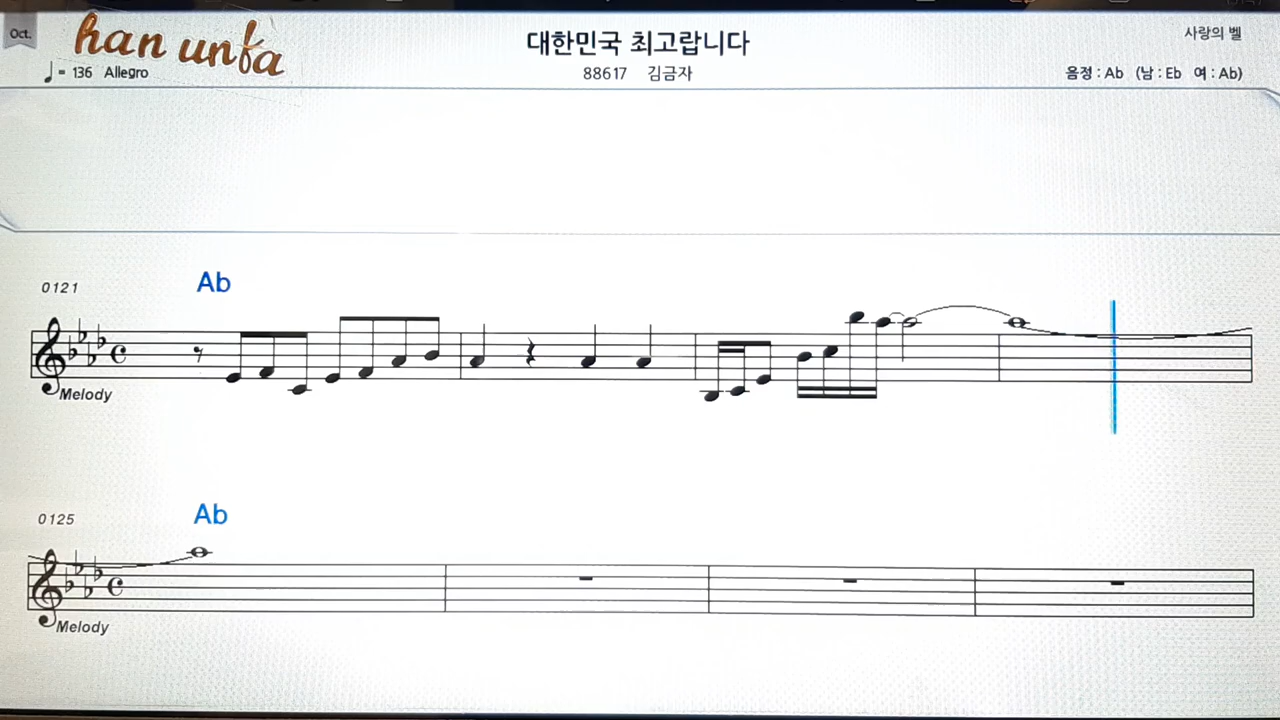 Oct.
han unfa
대한민국 최고랍니다
사랑의 벨
♩= 136 Allegro
88617 김금자
음정 : Ab (남 : Eb 여 : Ab)
0121
Ab
Melody
0125
Ab
Melody